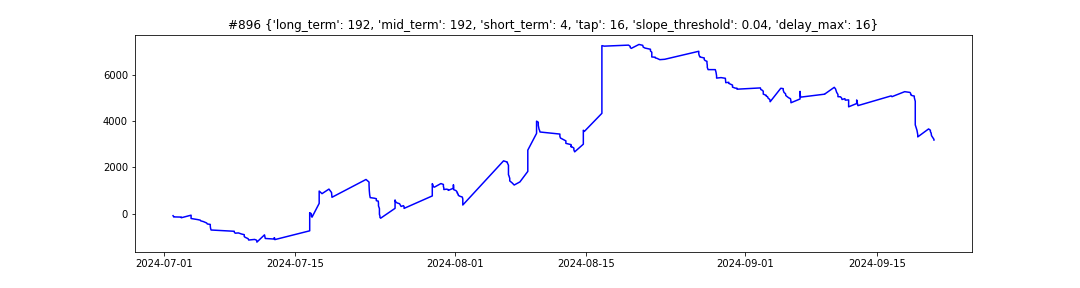 #896 {'long_term': 192, 'mid_term': 192, 'short_term': 4, 'tap': 16, 'slope_threshold': 0.04, 'delay_max': 16}
6000
4000
2000
0
2024-07-01 2024-07-15 2024-08-01 2024-08-15 2024-09-01 2024-09-15